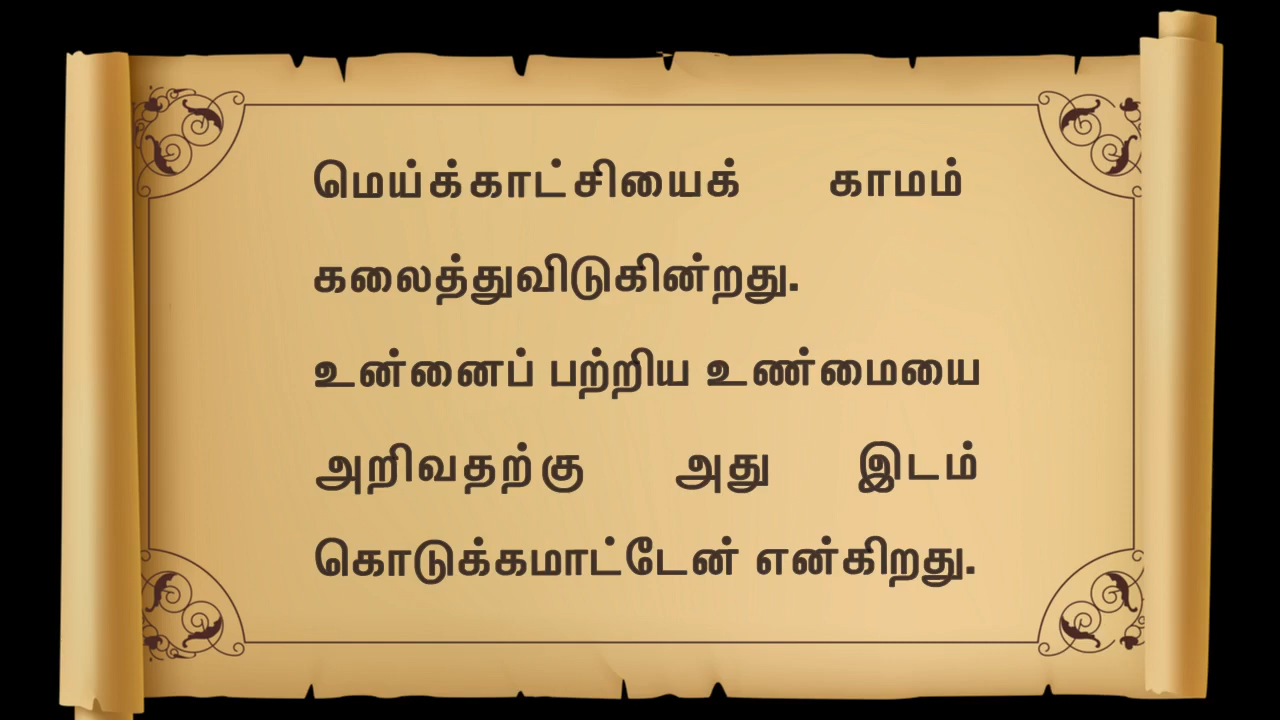 மெய்க்காட்சியைக் காமம்
கலைத்துவிடுகின்றது.
உன்னைப் பற்றிய உண்மையை
அறிவதற்கு அது இடம்
கொடுக்கமாட்டேன் என்கிறது.